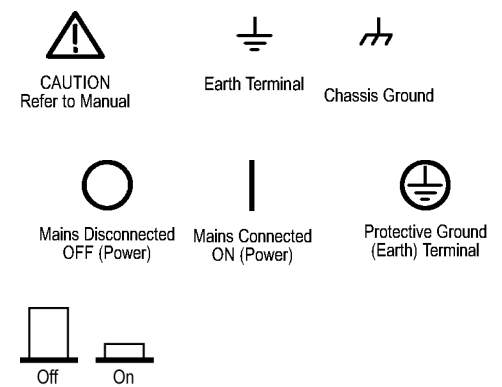 CAUTION
Refer to Manual
Earth Terminal
Chassis Ground
Mains Disconnected
OFF (Power)
Mains Connected
ON (Power)
Protective Ground
(Earth) Terminal
Off
On